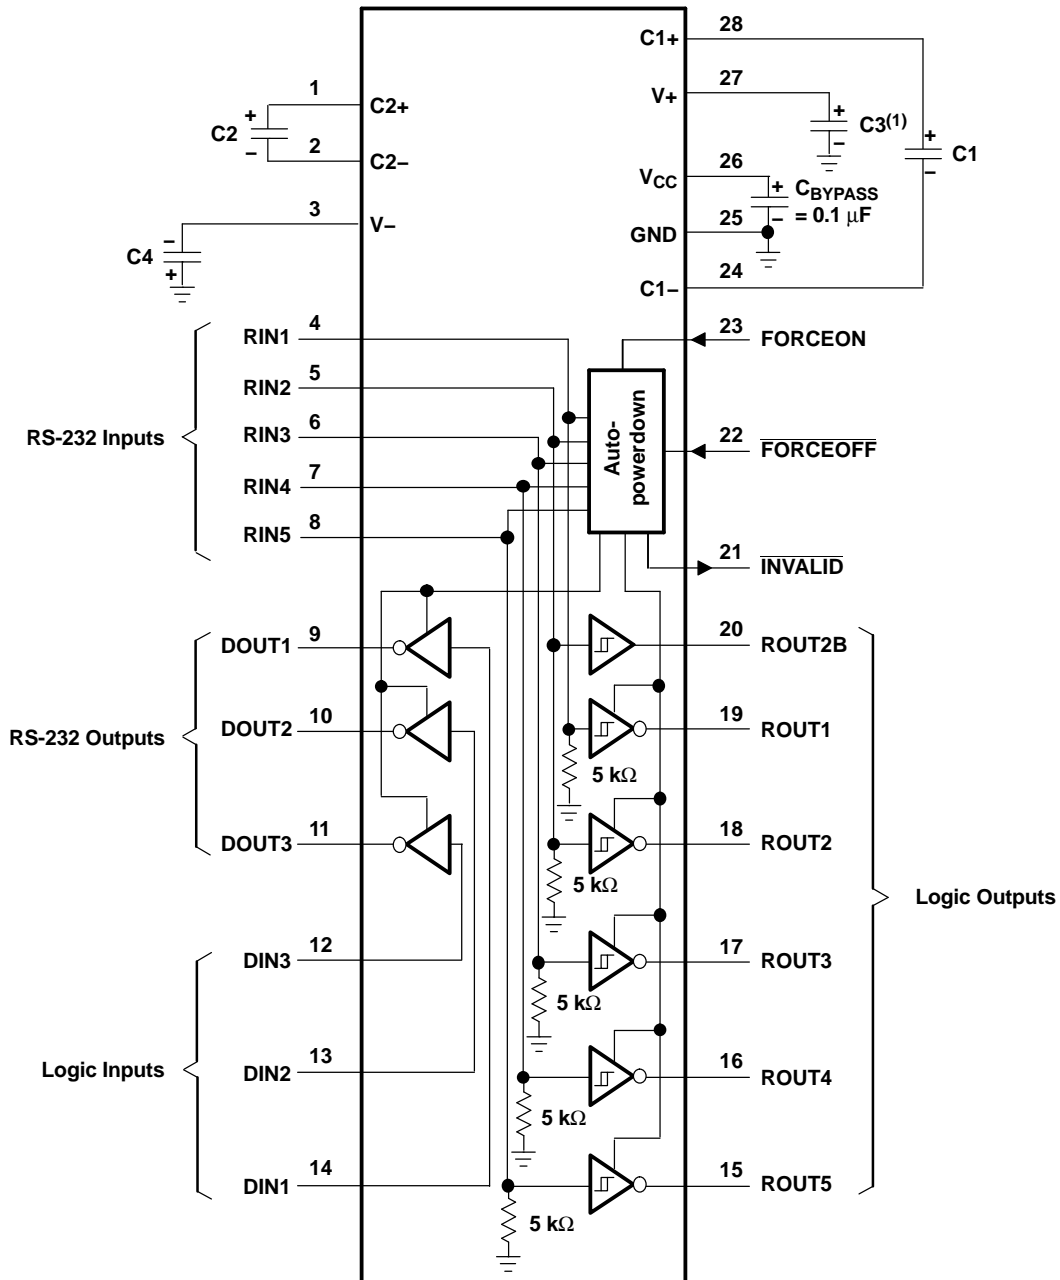 28
C1+
27
V+
+
C3(1)
−
+
C1
−
1
C2+
+
C2
−
2
C2−
26
VCC
+
CBYPASS
= 0.1 µF
−
25
GND
3
V−
−
C4
+
24
C1−
23
FORCEON
22
FORCEOFF
21
INVALID
Auto-
powerdown
RS-232 Inputs
RIN1
4
RIN2
5
RIN3
6
RIN4
7
RIN5
8
RS-232 Outputs
DOUT1
9
DOUT2
10
DOUT3
11
Logic Inputs
DIN3
12
DIN2
13
DIN1
14
20
ROUT2B
19
ROUT1
5 kΩ
18
ROUT2
5 kΩ
17
ROUT3
5 kΩ
16
ROUT4
5 kΩ
15
ROUT5
5 kΩ
Logic Outputs